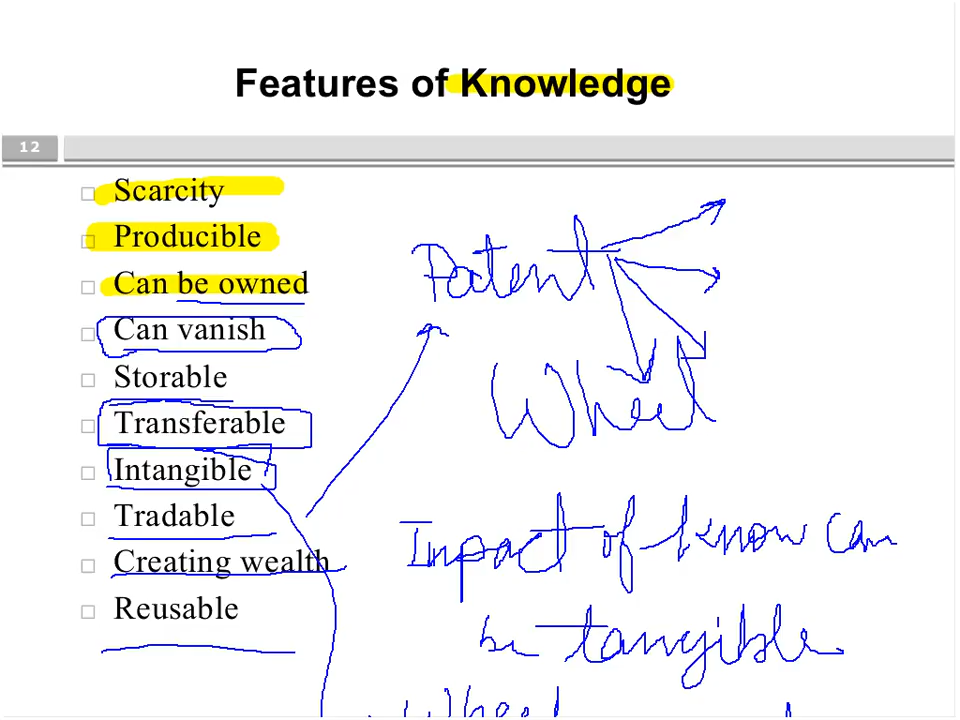 Features of Knowledge
12
Scarcity
Producible
Can be owned
Can vanish
Storable
Transferable
Intangible
Tradable
Creating wealth
Reusable
Patent
Wheel
Impact of know can
be tangible
Wheel